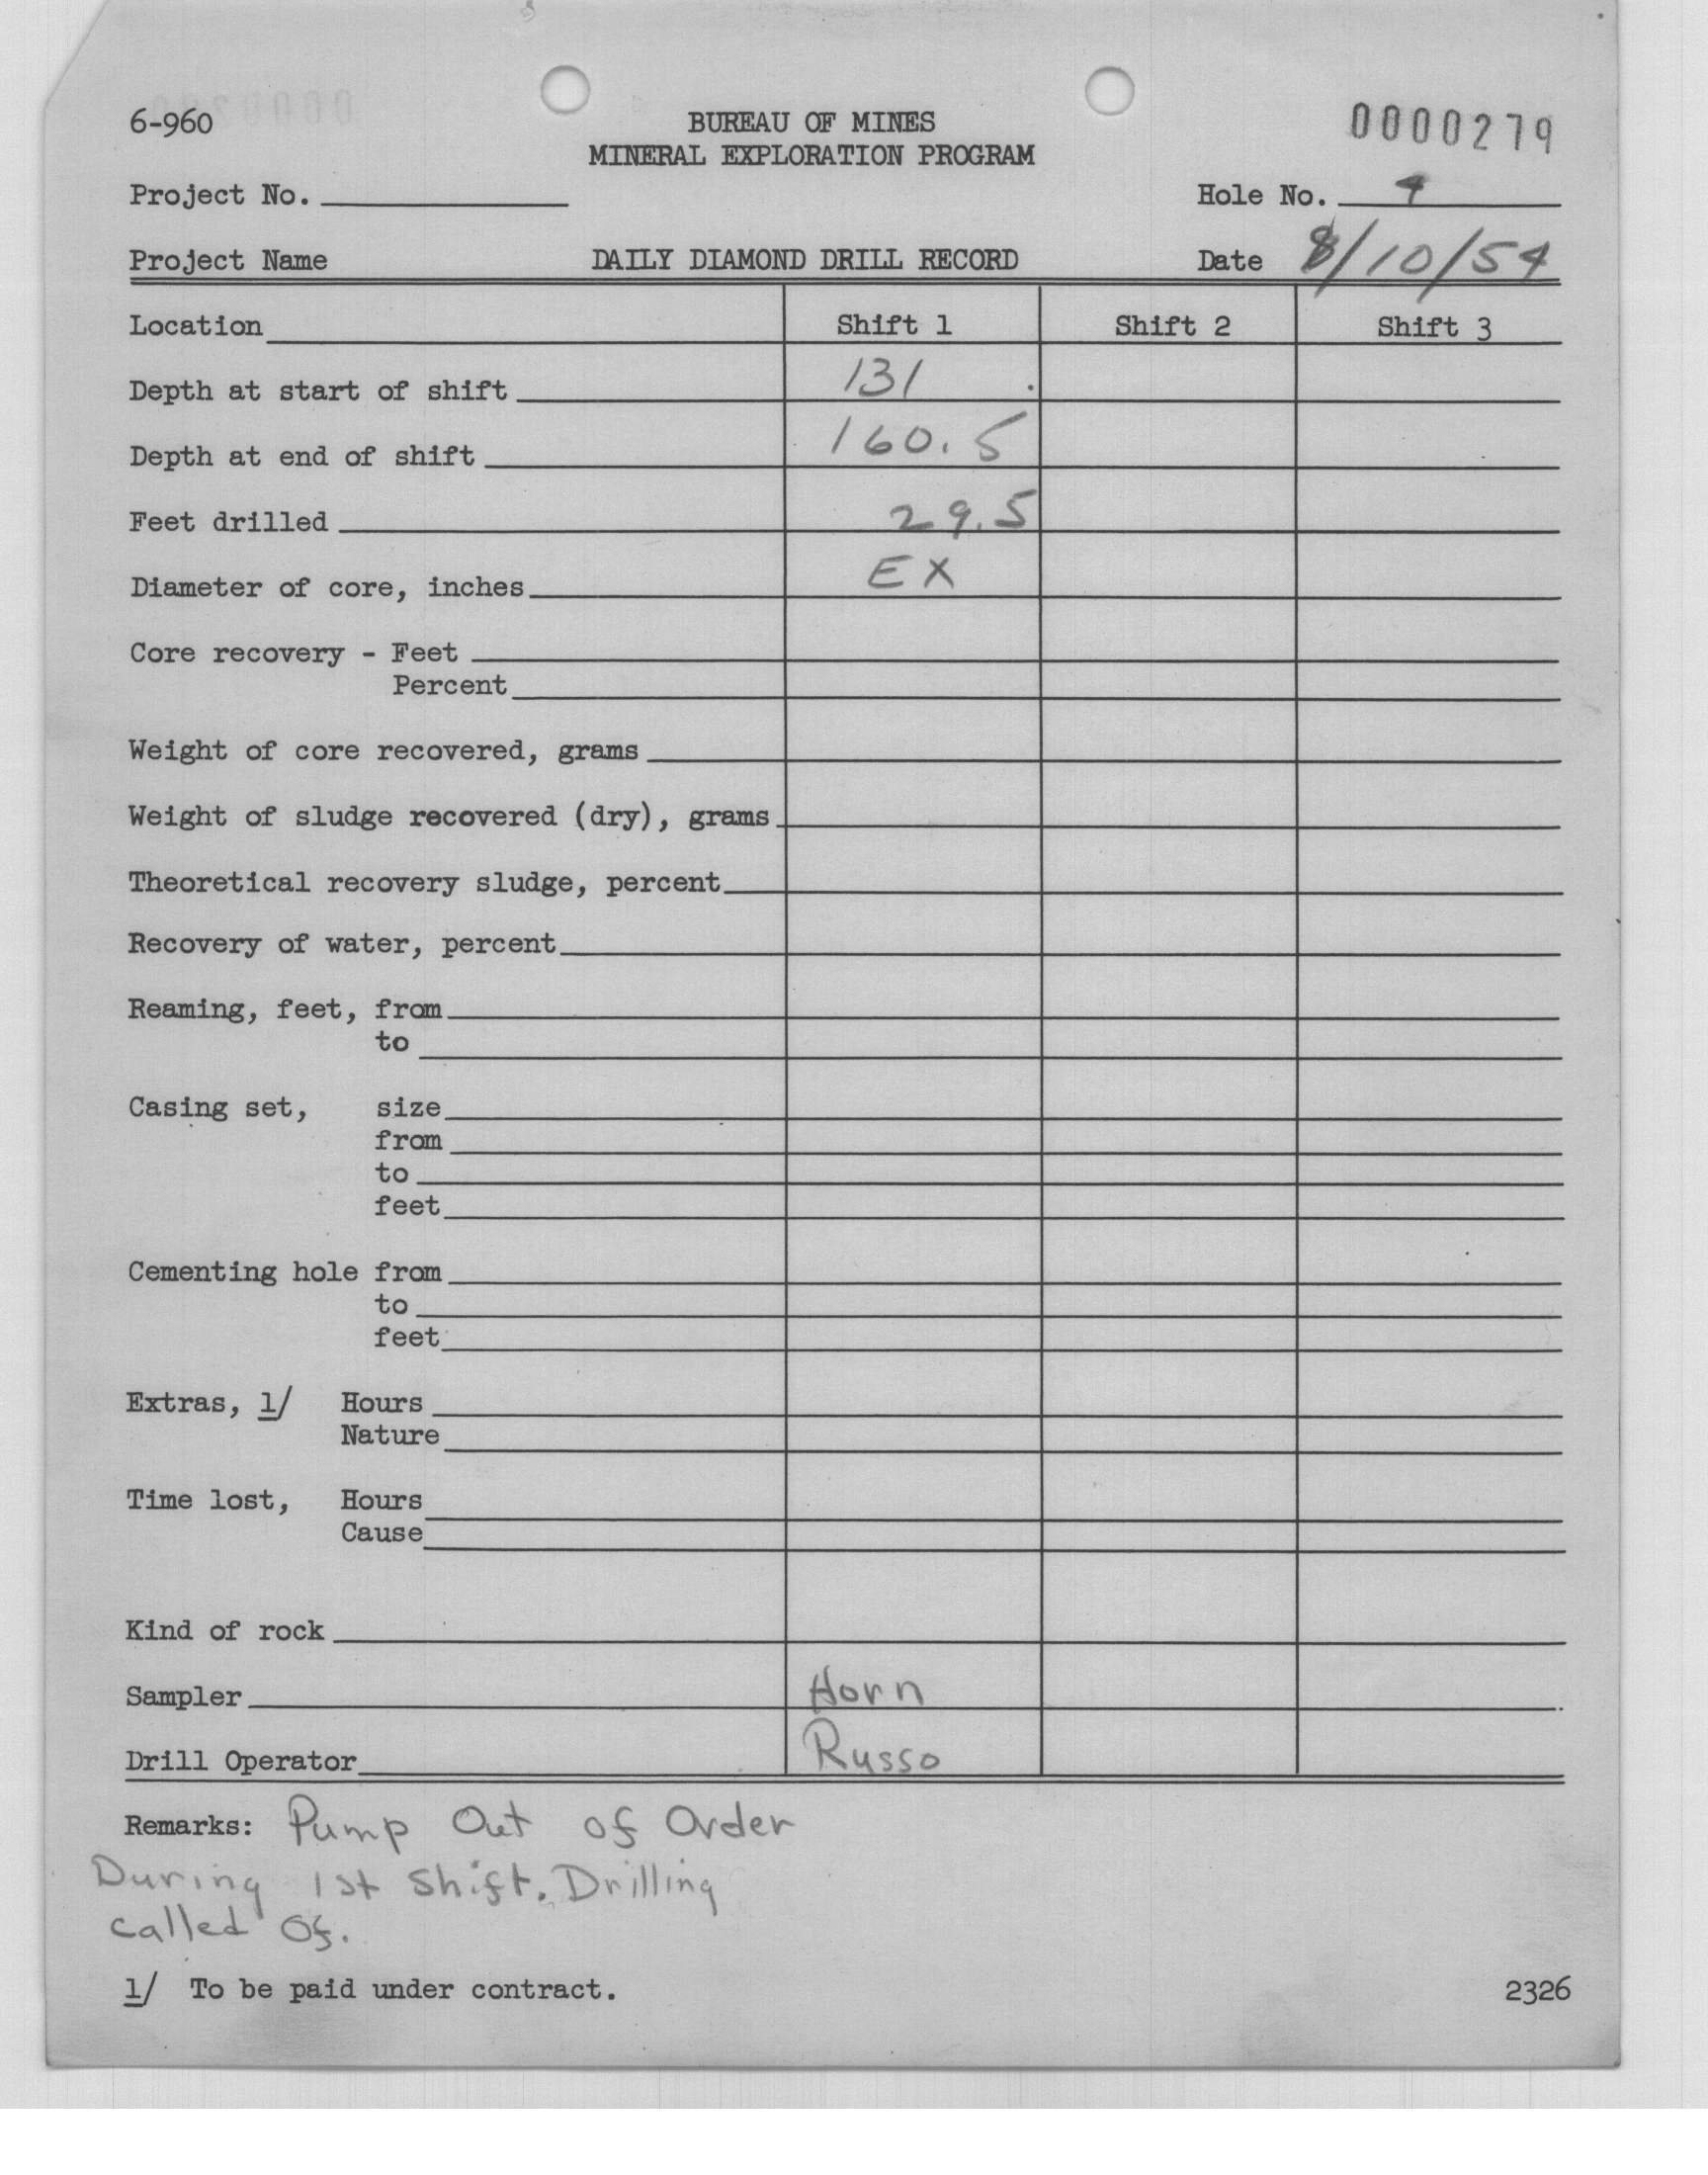 6-960
BUREAU OF MINES
0000279
MINERAL EXPLORATION PROGRAM
Project No.
Hole No. 4
Project Name
DAILY DIAMOND DRILL RECORD
Date 8/10/54
Location Shift 1 Shift 2 Shift 3
Depth at start of shift 131
Depth at end of shift 160.5
Feet drilled 29.5
Diameter of core, inches EX
Core recovery - Feet
Percent
Weight of core recovered, grams
Weight of sludge recovered (dry), grams
Theoretical recovery sludge, percent
Recovery of water, percent
Reaming, feet, from
to
Casing set, size
from
to
feet
Cementing hole from
to
feet
Extras, 1/ Hours
Nature
Time lost, Hours
Cause
Kind of rock
Sampler Horn
Drill Operator Russo
Remarks: Pump Out of Order
During 1st Shift. Drilling
called Of.
1/ To be paid under contract.
2326